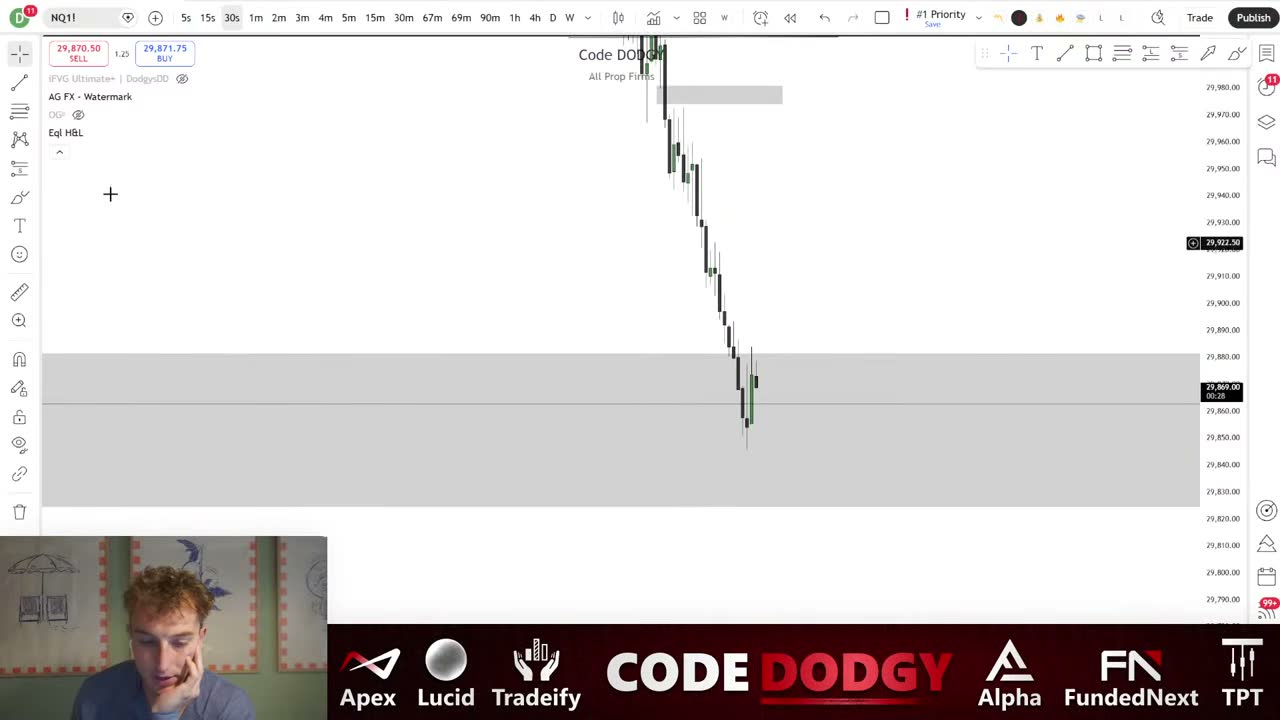 D 11 NQ1! 5s 15s 30s 1m 2m 3m 4m 5m 15m 30m 67m 69m 90m 1h 4h D W #1 Priority Save L L Trade Publish
29,870.50 SELL 1.25 29,871.75 BUY
iFVG Ultimate+ | DodgysDD
AG FX - Watermark
DG
Eql H&L
Code DODGY
All Prop Firms
T
11
29,980.00
29,970.00
29,960.00
29,950.00
29,940.00
29,930.00
29,922.50
29,910.00
29,900.00
29,890.00
29,880.00
29,869.00
00:28
29,860.00
29,850.00
29,840.00
29,830.00
29,820.00
29,810.00
29,800.00
29,790.00
99+
CODE DODGY
Apex Lucid Tradeify Alpha FundedNext TPT